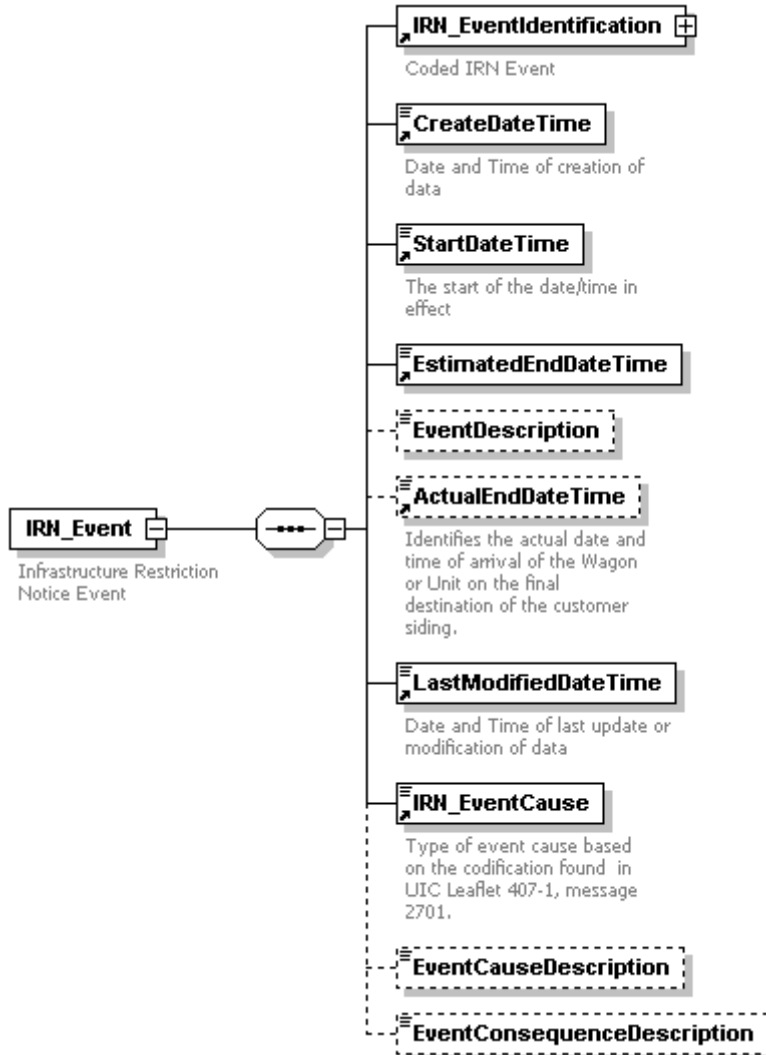 IRN_EventIdentification
Coded IRN Event
CreateDateTime
Date and Time of creation of
data
StartDateTime
The start of the date/time in
effect
EstimatedEndDateTime
EventDescription
ActualEndDateTime
IRN_Event
Infrastructure Restriction
Notice Event
Identifies the actual date and
time of arrival of the Wagon
or Unit on the final
destination of the customer
siding.
LastModifiedDateTime
Date and Time of last update or
modification of data
IRN_EventCause
Type of event cause based
on the codification found in
UIC Leaflet 407-1, message
2701.
EventCauseDescription
EventConsequenceDescription